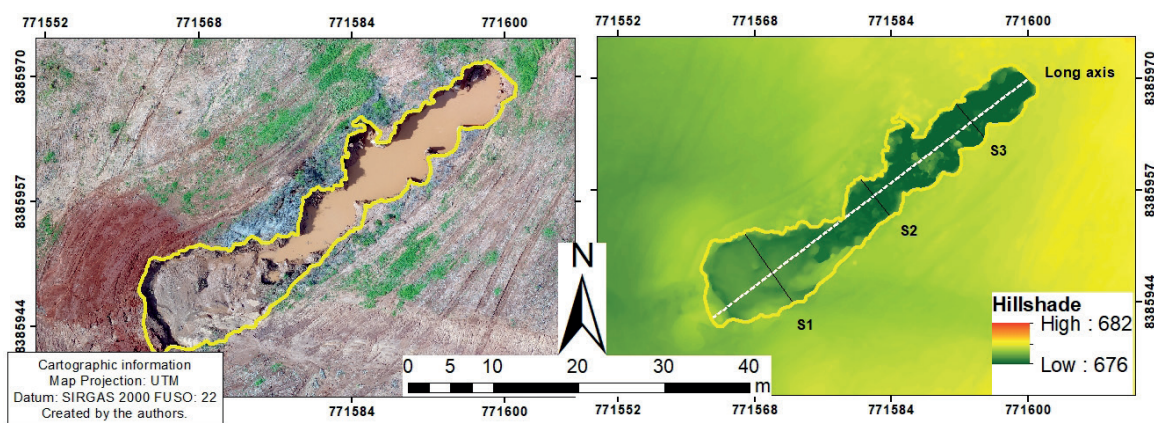 771552 771568 771584 771600
771552 771568 771584 771600
8385970
8385957
8385944
8385970
8385957
8385944
Long axis
S3
S2
S1
N
Hillshade
High : 682
Low : 676
0 5 10 20 30 40
m
Cartographic information
Map Projection: UTM
Datum: SIRGAS 2000 FUSO: 22
Created by the authors.
771584 771600
771552 771568 771584 771600